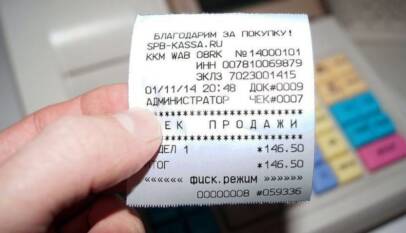 БЛАГОДАРИМ ЗА ПОКУПКУ!
SPB-KASSA.RU
ККМ WAB 08RK №14000101
ИНН 007810069879
ЭКЛЗ 7023001415
01/11/14 20:48 ДОК#0009
АДМИНИСТРАТОР ЧЕК#0007
********************
ЕК ПРОДАЖИ
********************
ДЕЛ 1 *146.50
ТОГ *146.50
««««« фиск.режим »»»»»
00000008 #059336